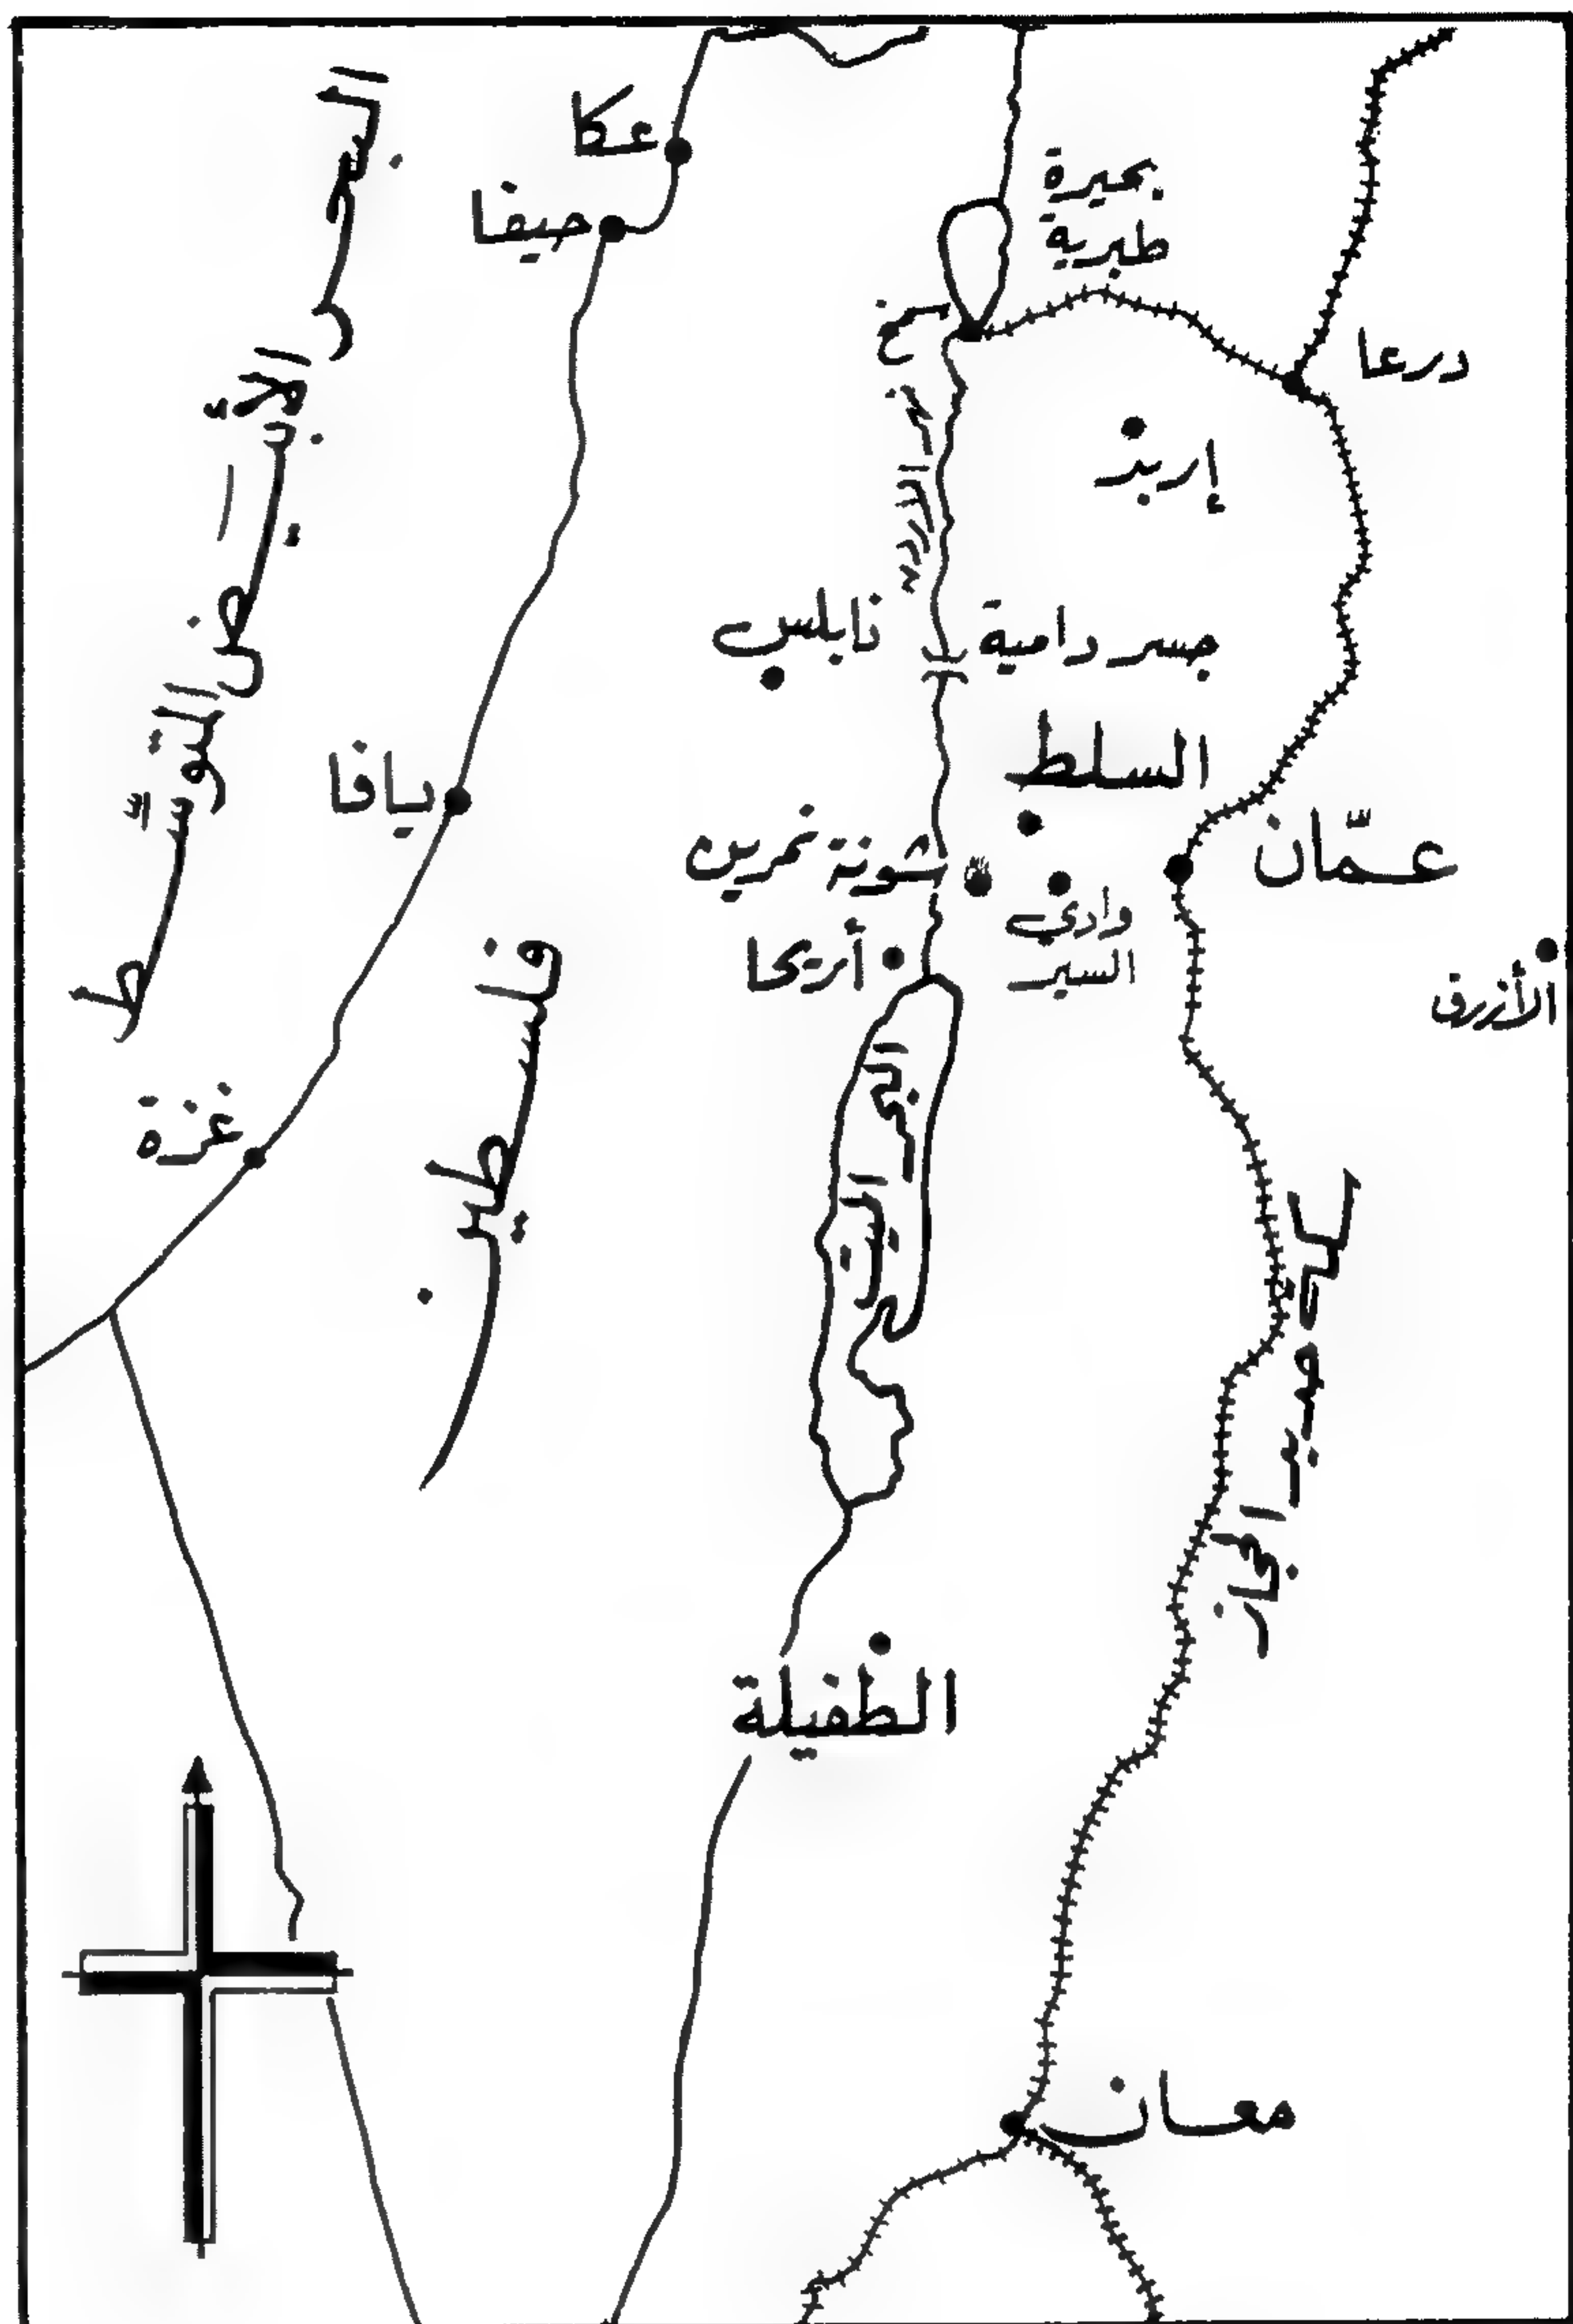 البحر الأبيض المتوسط
عكا
حيفا
بحيرة
طبرية
سمخ
درعا
إربد
نهر الأردن
نابلس
جسر دامية
السلط
يافا
عمّان
شونة نمرين
وادي
السير
أريحا
الأزرق
فلسطين
البحر الميت
غزة
سكة حديد الحجاز
الطفيلة
معان